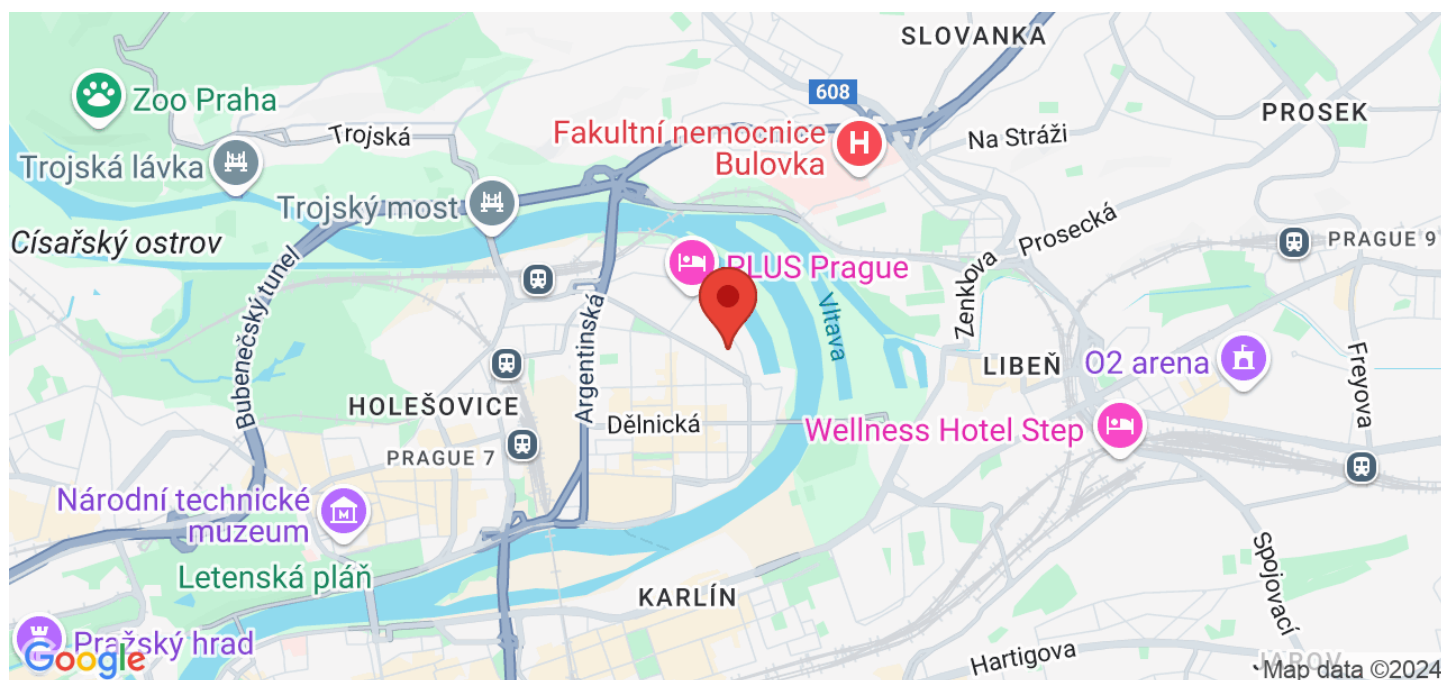 SLOVANKA
Zoo Praha
608
PROSEK
Trojská
Fakultní nemocnice
Bulovka
Na Stráži
Trojská lávka
Trojský most
Císařský ostrov
Prosecká
PRAGUE 9
PLUS Prague
Bubenečský tunel
Argentinská
Vltava
Zenklova
LIBEŇ
O2 arena
Freyova
HOLEŠOVICE
Dělnická
Wellness Hotel Step
PRAGUE 7
Národní technické
muzeum
Letenská pláň
KARLÍN
Spojovací
Pražský hrad
Hartigova
JAROV
Google
Map data ©2024